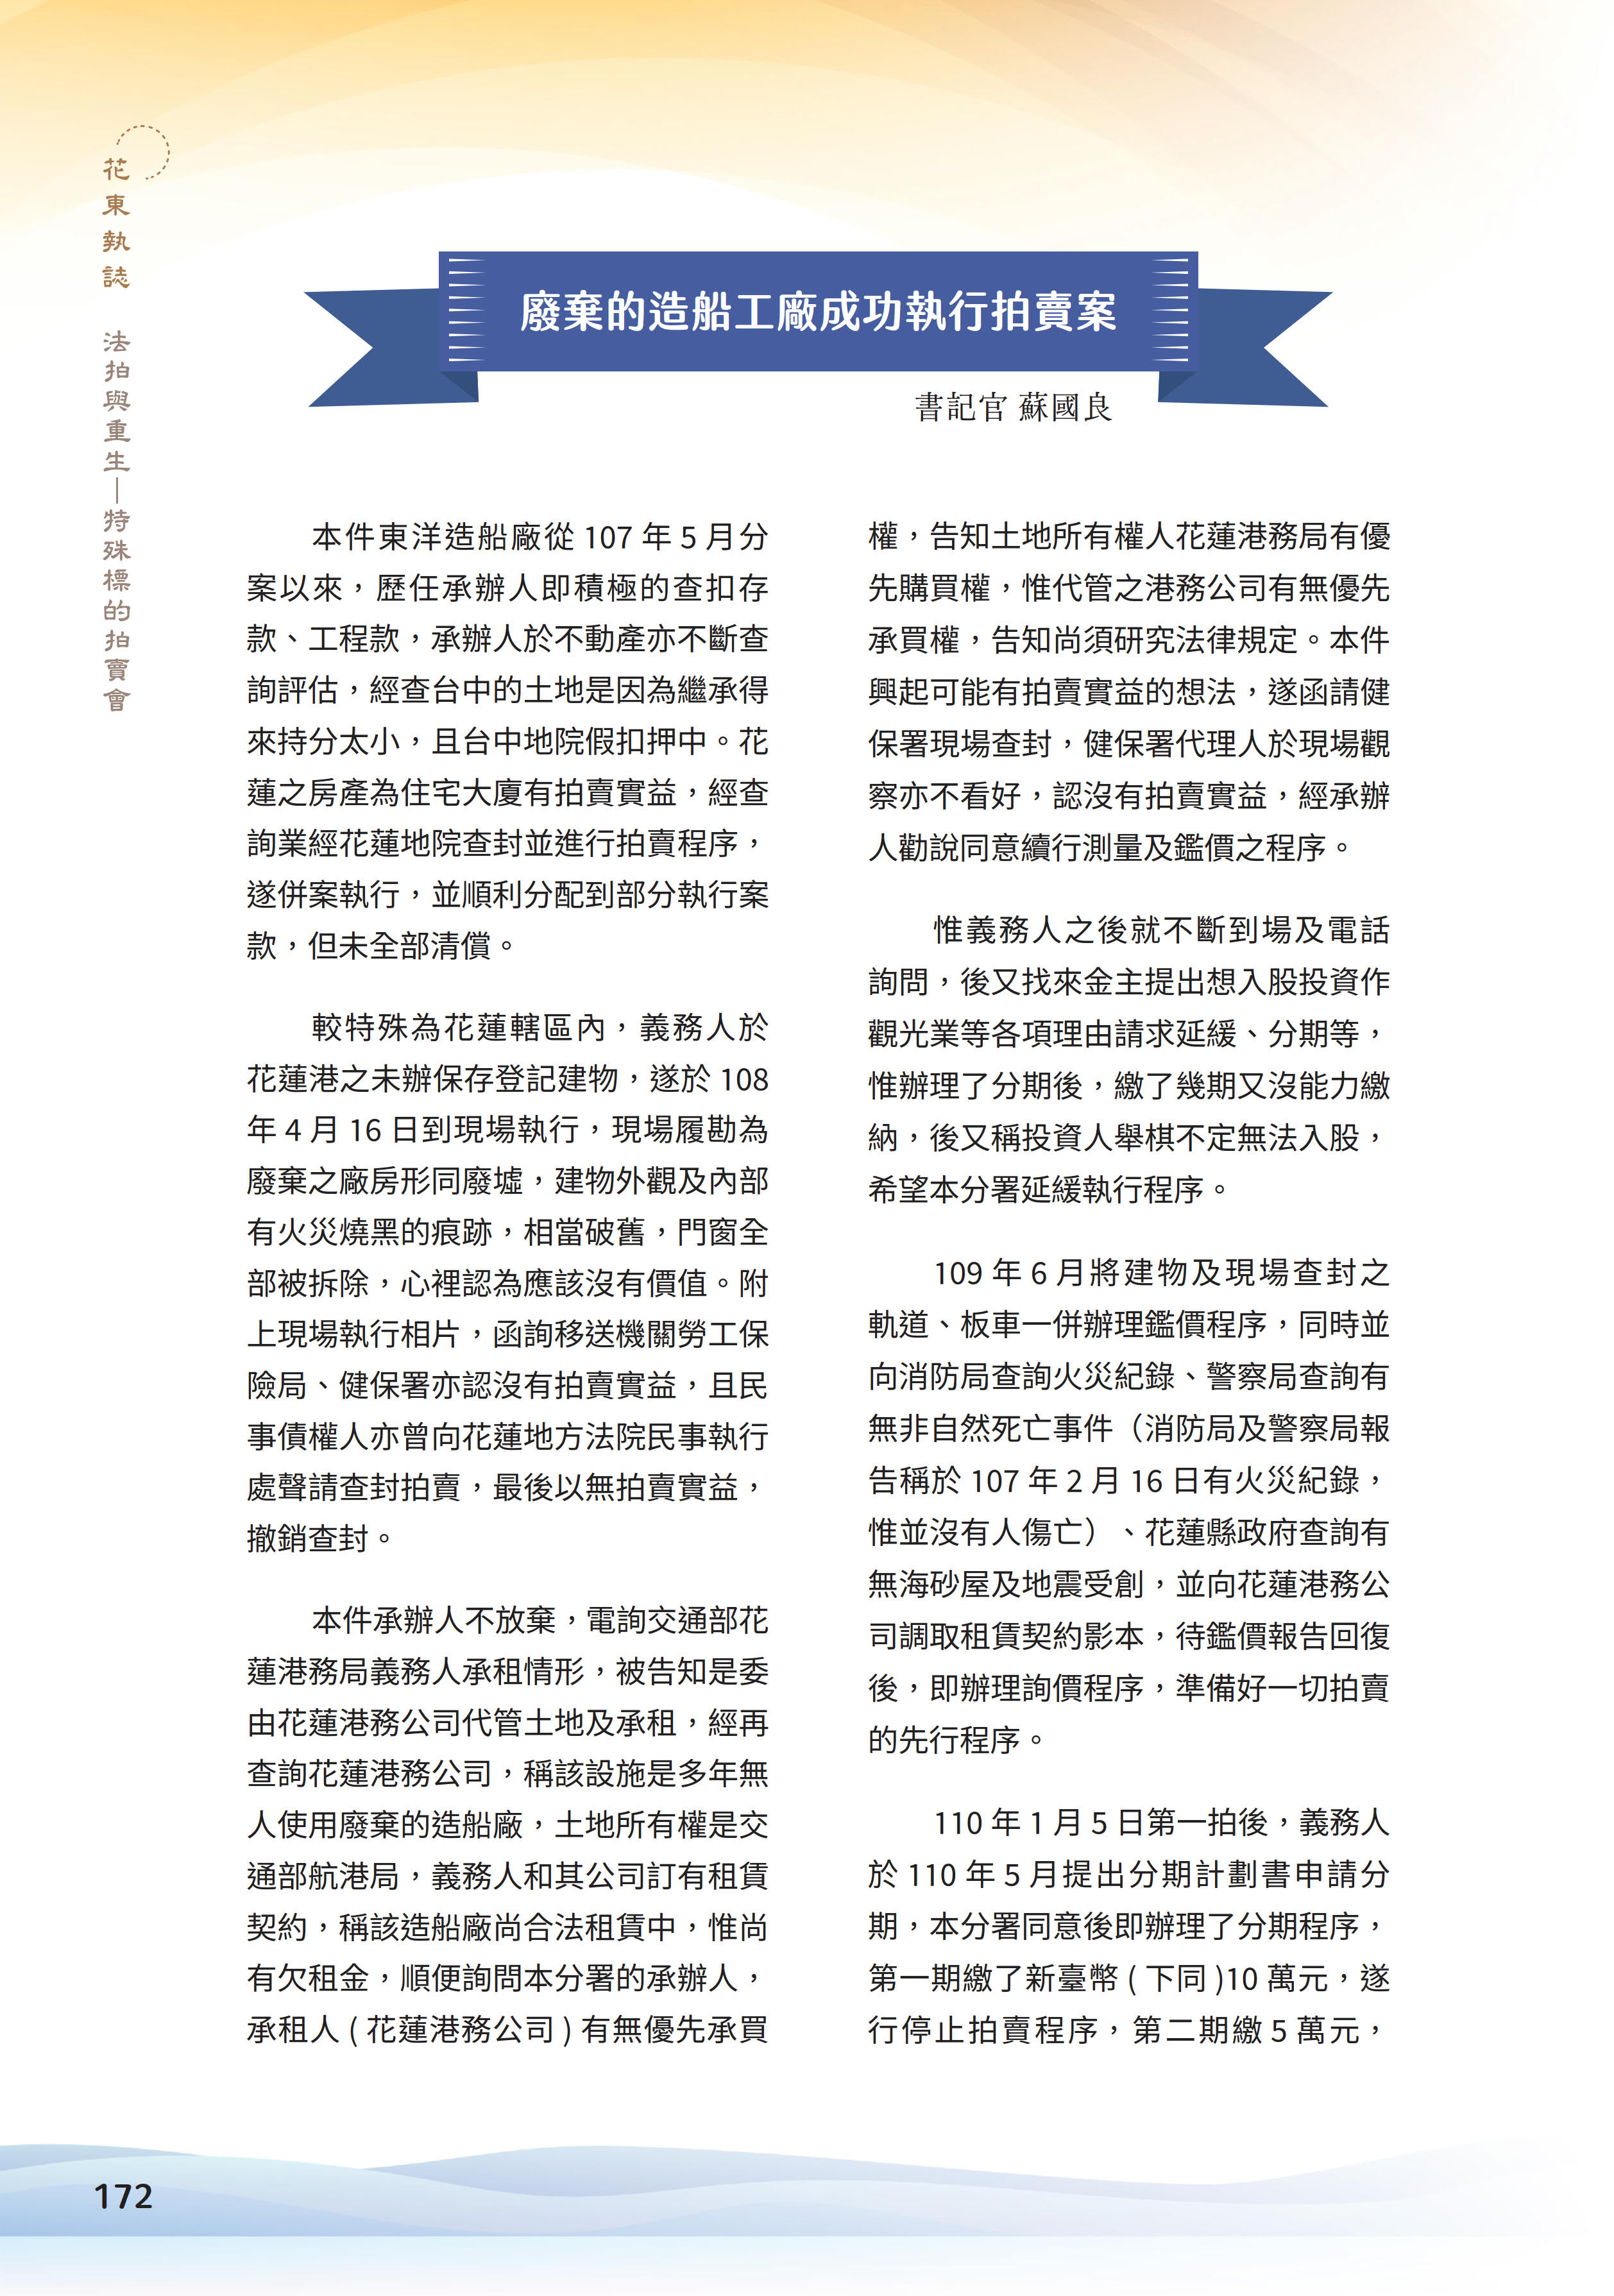 花東執誌
法拍與重生—特殊標的拍賣會
廢棄的造船工廠成功執行拍賣案
書記官 蘇國良
本件東洋造船廠從 107 年 5 月分
案以來，歷任承辦人即積極的查扣存
款、工程款，承辦人於不動產亦不斷查
詢評估，經查台中的土地是因為繼承得
來持分太小，且台中地院假扣押中。花
蓮之房產為住宅大廈有拍賣實益，經查
詢業經花蓮地院查封並進行拍賣程序，
遂併案執行，並順利分配到部分執行案
款，但未全部清償。
較特殊為花蓮轄區內，義務人於
花蓮港之未辦保存登記建物，遂於 108
年 4 月 16 日到現場執行，現場履勘為
廢棄之廠房形同廢墟，建物外觀及內部
有火災燒黑的痕跡，相當破舊，門窗全
部被拆除，心裡認為應該沒有價值。附
上現場執行相片，函詢移送機關勞工保
險局、健保署亦認沒有拍賣實益，且民
事債權人亦曾向花蓮地方法院民事執行
處聲請查封拍賣，最後以無拍賣實益，
撤銷查封。
本件承辦人不放棄，電詢交通部花
蓮港務局義務人承租情形，被告知是委
由花蓮港務公司代管土地及承租，經再
查詢花蓮港務公司，稱該設施是多年無
人使用廢棄的造船廠，土地所有權是交
通部航港局，義務人和其公司訂有租賃
契約，稱該造船廠尚合法租賃中，惟尚
有欠租金，順便詢問本分署的承辦人，
承租人 ( 花蓮港務公司 ) 有無優先承買
權，告知土地所有權人花蓮港務局有優
先購買權，惟代管之港務公司有無優先
承買權，告知尚須研究法律規定。本件
興起可能有拍賣實益的想法，遂函請健
保署現場查封，健保署代理人於現場觀
察亦不看好，認沒有拍賣實益，經承辦
人勸說同意續行測量及鑑價之程序。
惟義務人之後就不斷到場及電話
詢問，後又找來金主提出想入股投資作
觀光業等各項理由請求延緩、分期等，
惟辦理了分期後，繳了幾期又沒能力繳
納，後又稱投資人舉棋不定無法入股，
希望本分署延緩執行程序。
109 年 6 月將建物及現場查封之
軌道、板車一併辦理鑑價程序，同時並
向消防局查詢火災紀錄、警察局查詢有
無非自然死亡事件（消防局及警察局報
告稱於 107 年 2 月 16 日有火災紀錄，
惟並沒有人傷亡）、花蓮縣政府查詢有
無海砂屋及地震受創，並向花蓮港務公
司調取租賃契約影本，待鑑價報告回復
後，即辦理詢價程序，準備好一切拍賣
的先行程序。
110 年 1 月 5 日第一拍後，義務人
於 110 年 5 月提出分期計劃書申請分
期，本分署同意後即辦理了分期程序，
第一期繳了新臺幣 ( 下同 )10 萬元，遂
行停止拍賣程序，第二期繳 5 萬元，
172